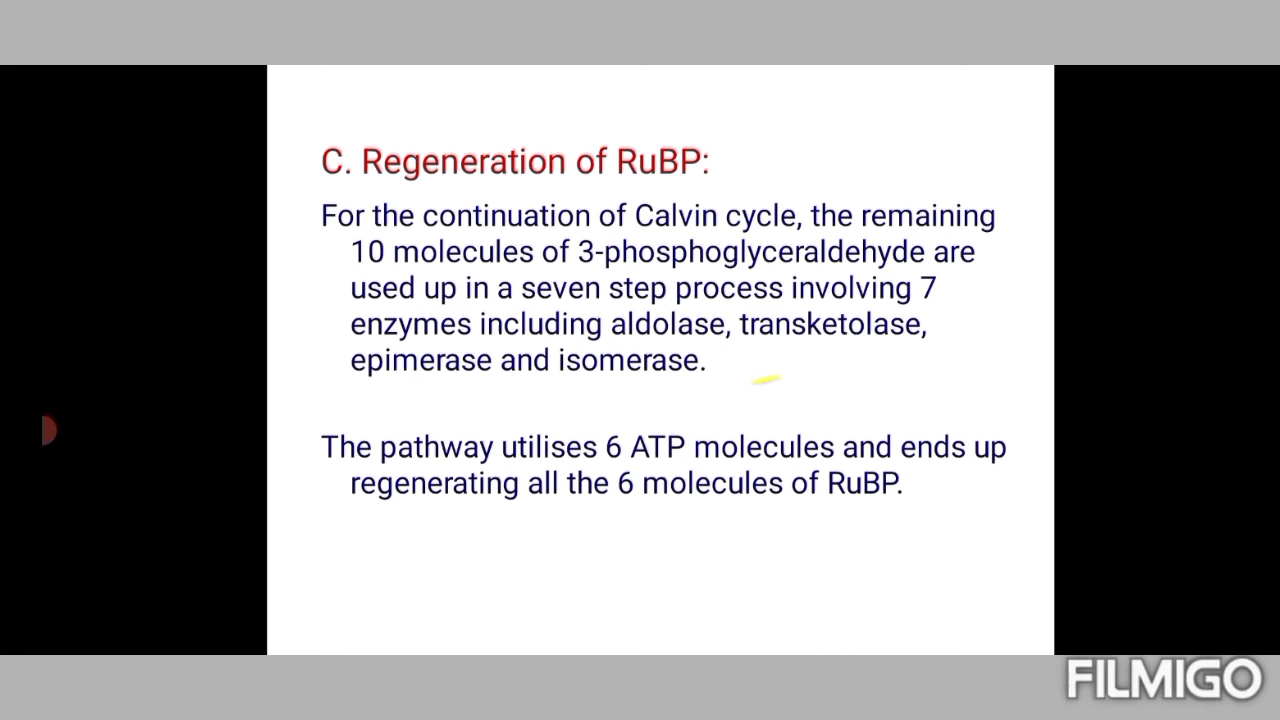 C. Regeneration of RuBP:
For the continuation of Calvin cycle, the remaining
10 molecules of 3-phosphoglyceraldehyde are
used up in a seven step process involving 7
enzymes including aldolase, transketolase,
epimerase and isomerase.
The pathway utilises 6 ATP molecules and ends up
regenerating all the 6 molecules of RuBP.
FILMIGO